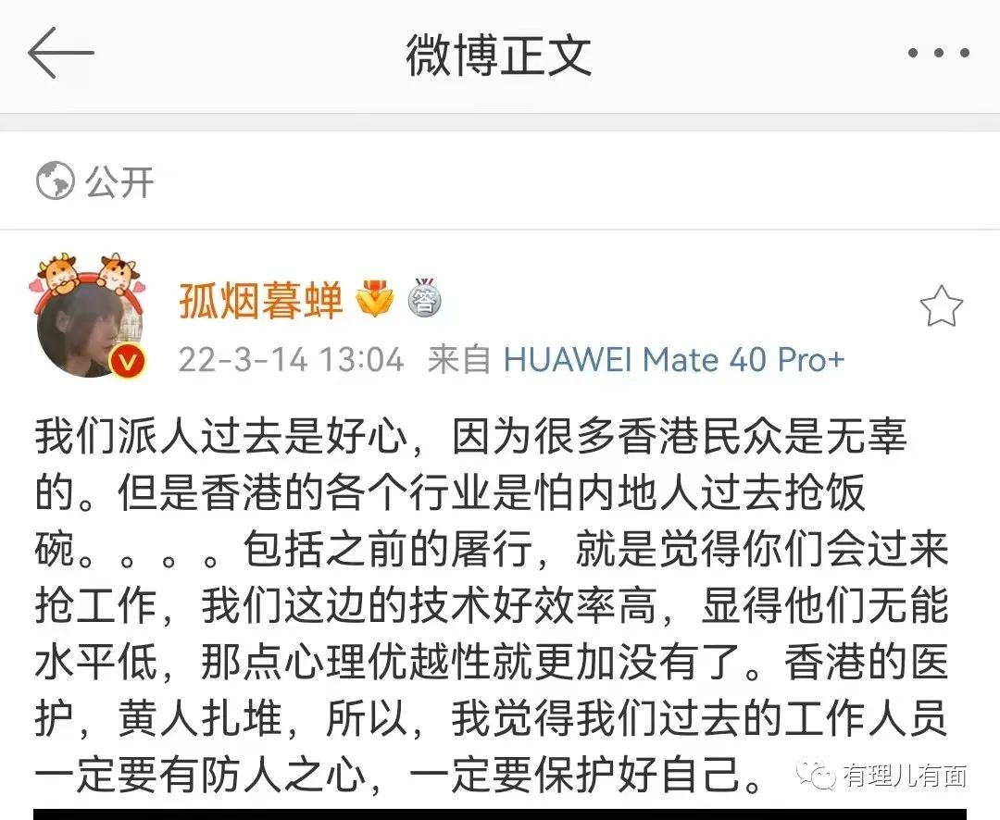 微博正文
公开
孤烟暮蝉 答
22-3-14 13:04 来自 HUAWEI Mate 40 Pro+
我们派人过去是好心，因为很多香港民众是无辜
的。但是香港的各个行业是怕内地人过去抢饭
碗。。。。包括之前的屠行，就是觉得你们会过来
抢工作，我们这边的技术好效率高，显得他们无能
水平低，那点心理优越性就更加没有了。香港的医
护，黄人扎堆，所以，我觉得我们过去的工作人员
一定要有防人之心，一定要保护好自己。
有理儿有面